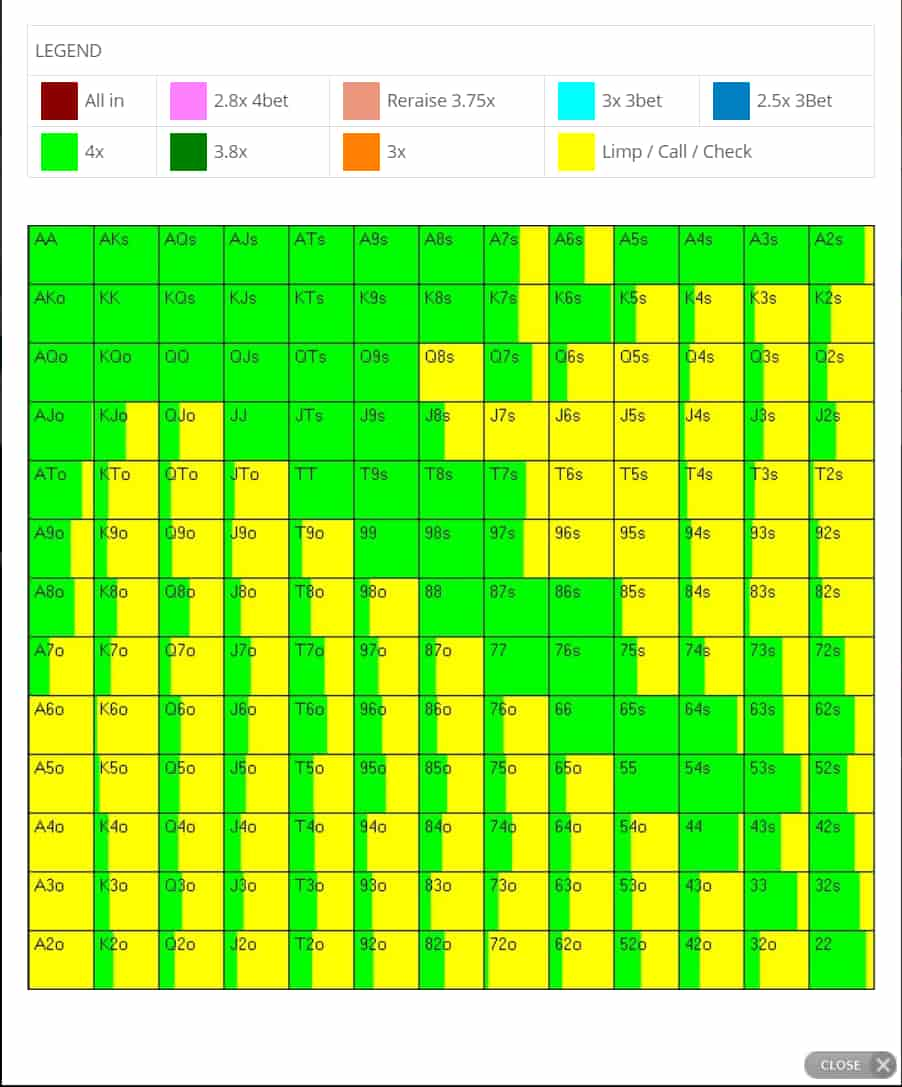 LEGEND
All in 2.8x 4bet Reraise 3.75x 3x 3bet 2.5x 3Bet
4x 3.8x 3x Limp / Call / Check
AA AKs AQs AJs ATs A9s A8s A7s A6s A5s A4s A3s A2s
AKo KK KQs KJs KTs K9s K8s K7s K6s K5s K4s K3s K2s
AQo KQo QQ QJs QTs Q9s Q8s Q7s Q6s Q5s Q4s Q3s Q2s
AJo KJo QJo JJ JTs J9s J8s J7s J6s J5s J4s J3s J2s
ATo KTo QTo JTo TT T9s T8s T7s T6s T5s T4s T3s T2s
A9o K9o Q9o J9o T9o 99 98s 97s 96s 95s 94s 93s 92s
A8o K8o Q8o J8o T8o 98o 88 87s 86s 85s 84s 83s 82s
A7o K7o Q7o J7o T7o 97o 87o 77 76s 75s 74s 73s 72s
A6o K6o Q6o J6o T6o 96o 86o 76o 66 65s 64s 63s 62s
A5o K5o Q5o J5o T5o 95o 85o 75o 65o 55 54s 53s 52s
A4o K4o Q4o J4o T4o 94o 84o 74o 64o 54o 44 43s 42s
A3o K3o Q3o J3o T3o 93o 83o 73o 63o 53o 43o 33 32s
A2o K2o Q2o J2o T2o 92o 82o 72o 62o 52o 42o 32o 22
CLOSE